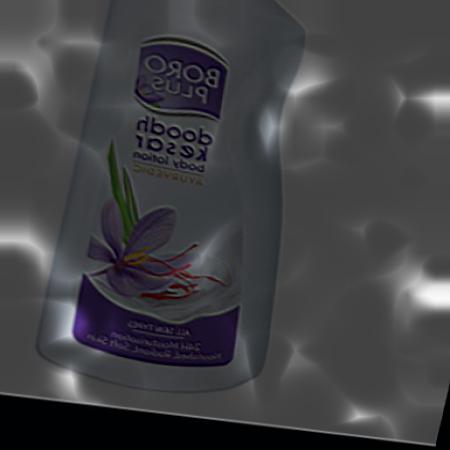 BORO
PLUS
doodh
kesar
body lotion
AYURVEDIC
ALL SKIN TYPES
24H Moisturisation
Nourished, Radiant, Soft Skin